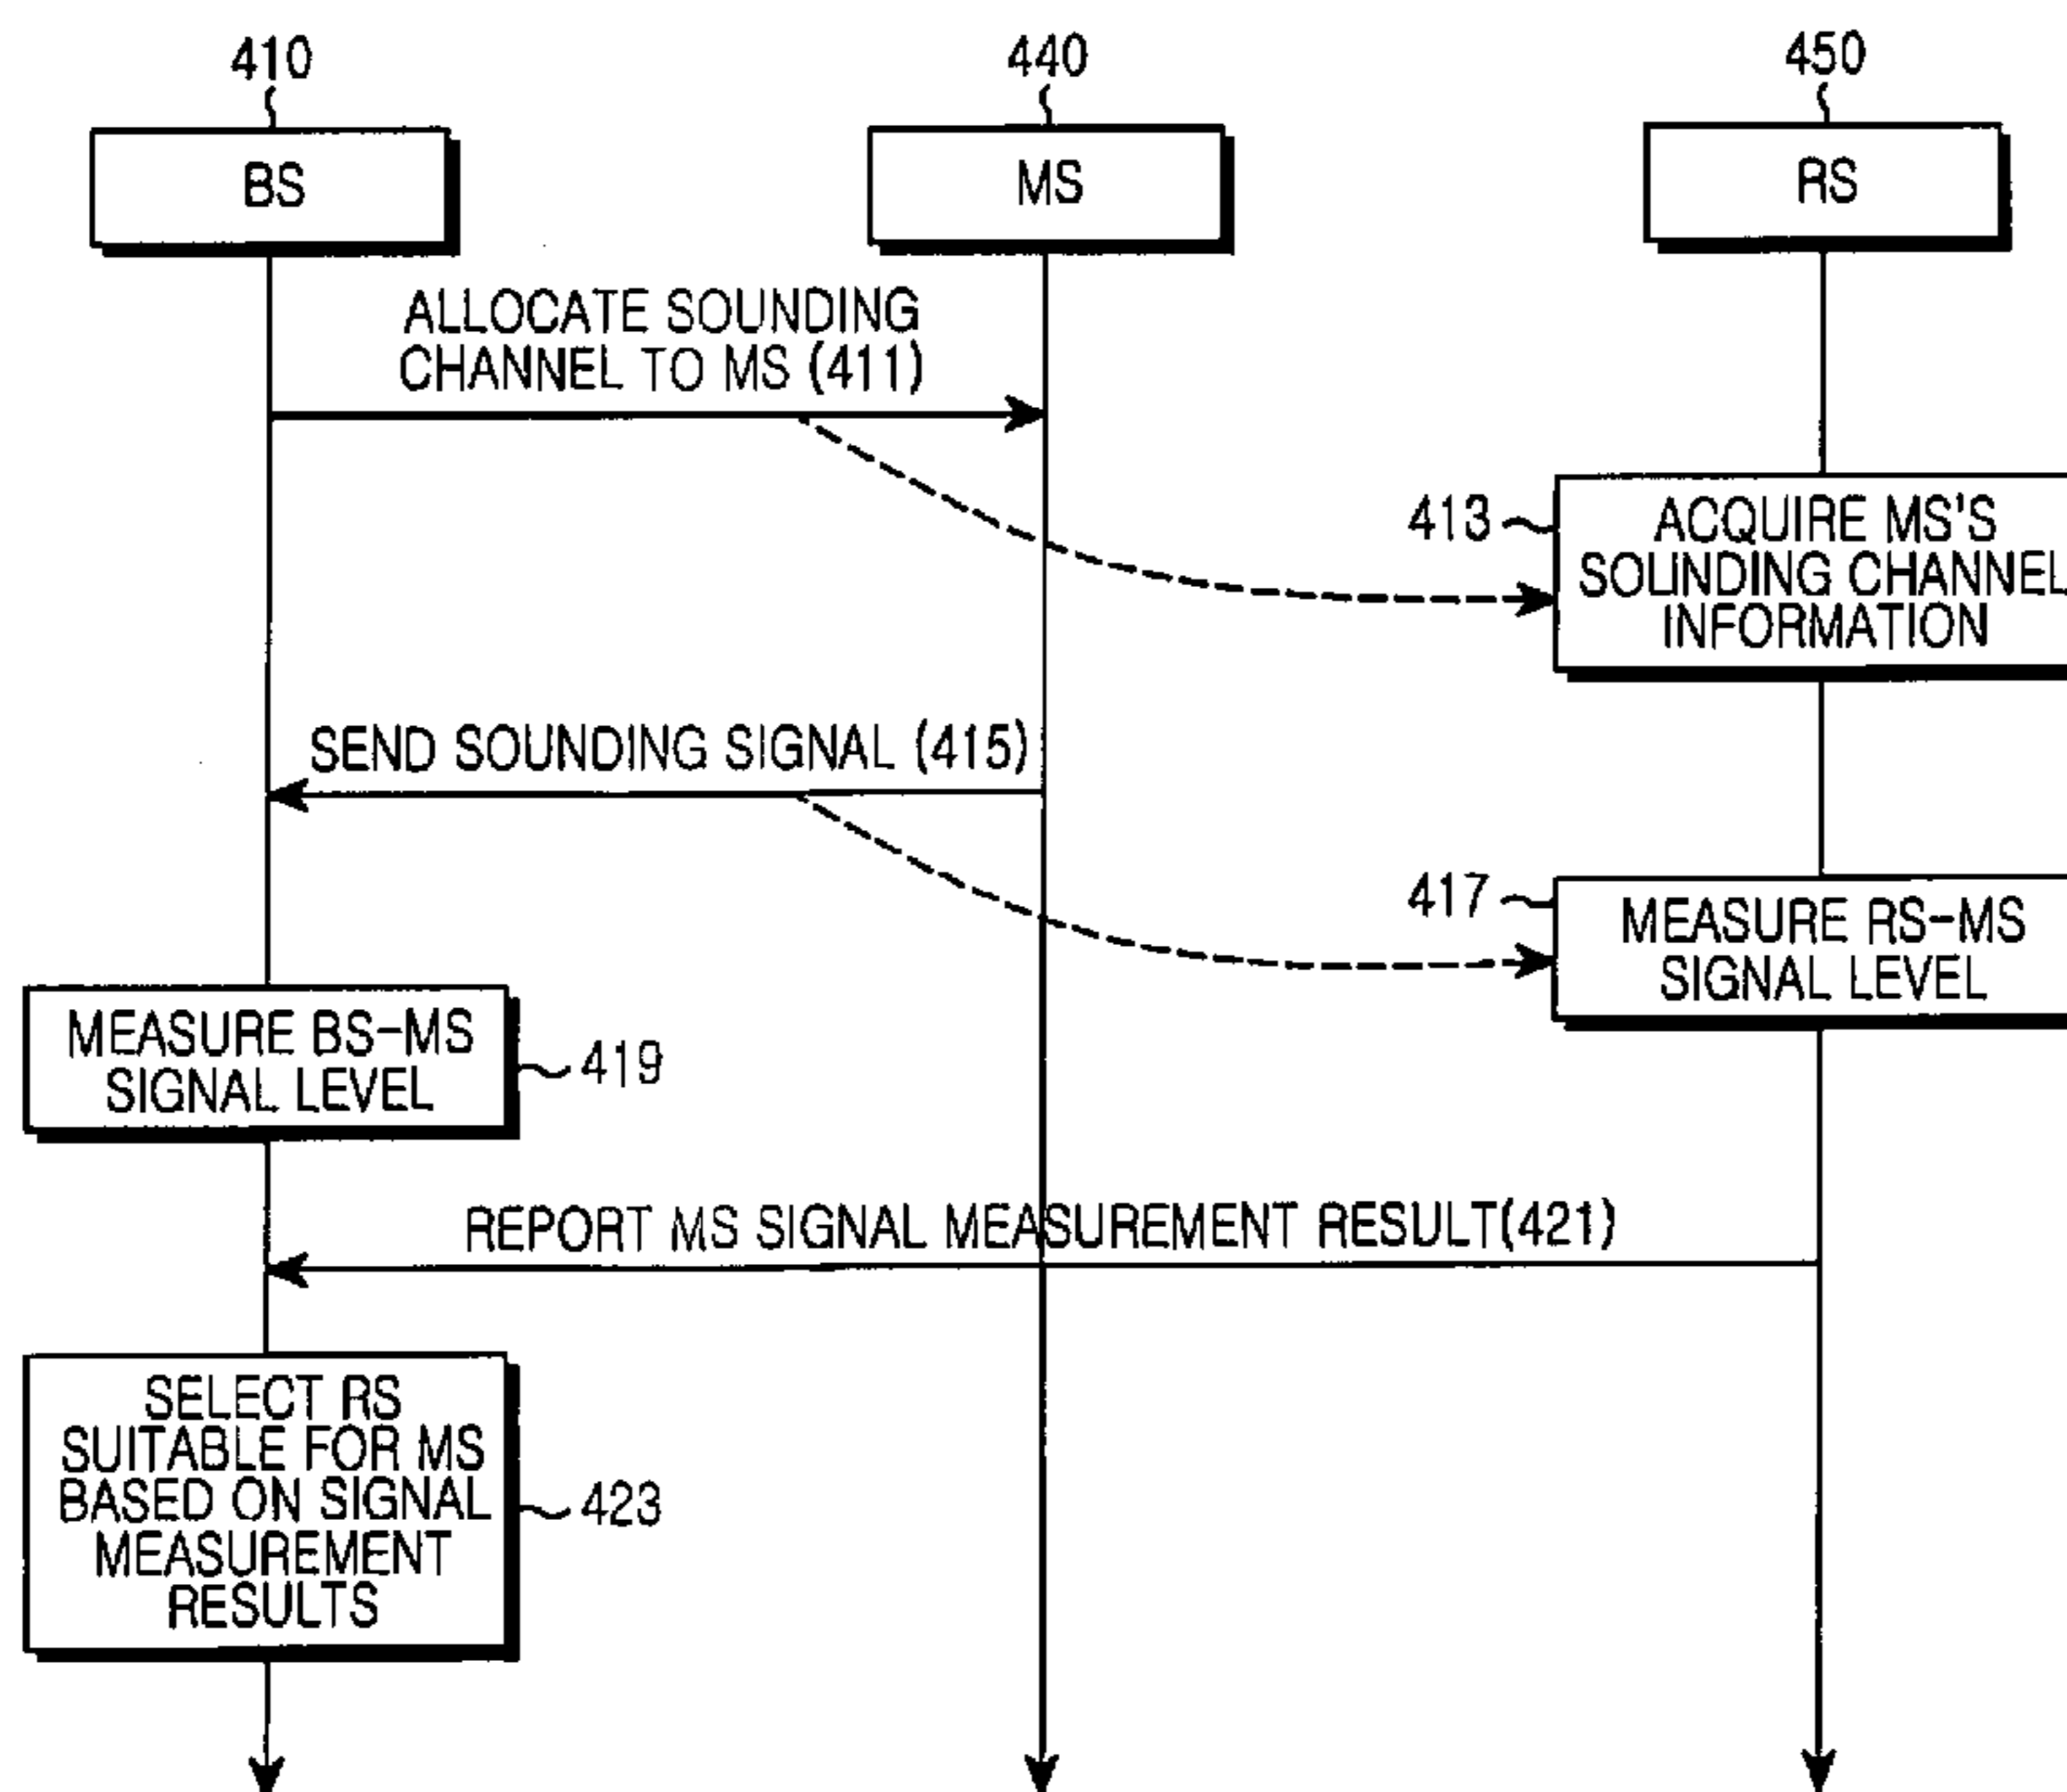 410
440
450
BS
MS
RS
ALLOCATE SOUNDING
CHANNEL TO MS (411)
413
ACQUIRE MS'S
SOUNDING CHANNEL
INFORMATION
SEND SOUNDING SIGNAL (415)
417
MEASURE RS-MS
SIGNAL LEVEL
MEASURE BS-MS
SIGNAL LEVEL
419
REPORT MS SIGNAL MEASUREMENT RESULT(421)
SELECT RS
SUITABLE FOR MS
BASED ON SIGNAL
MEASUREMENT
RESULTS
423